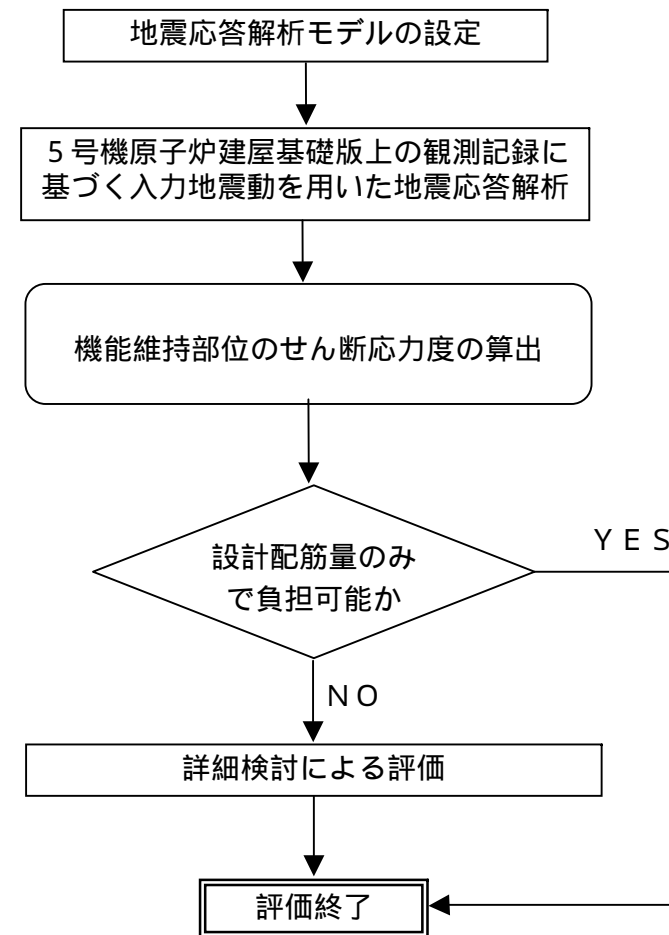 地震応答解析モデルの設定
５号機原子炉建屋基礎版上の観測記録に
基づく入力地震動を用いた地震応答解析
機能維持部位のせん断応力度の算出
設計配筋量のみ
で負担可能か
ＹＥＳ
ＮＯ
詳細検討による評価
評価終了